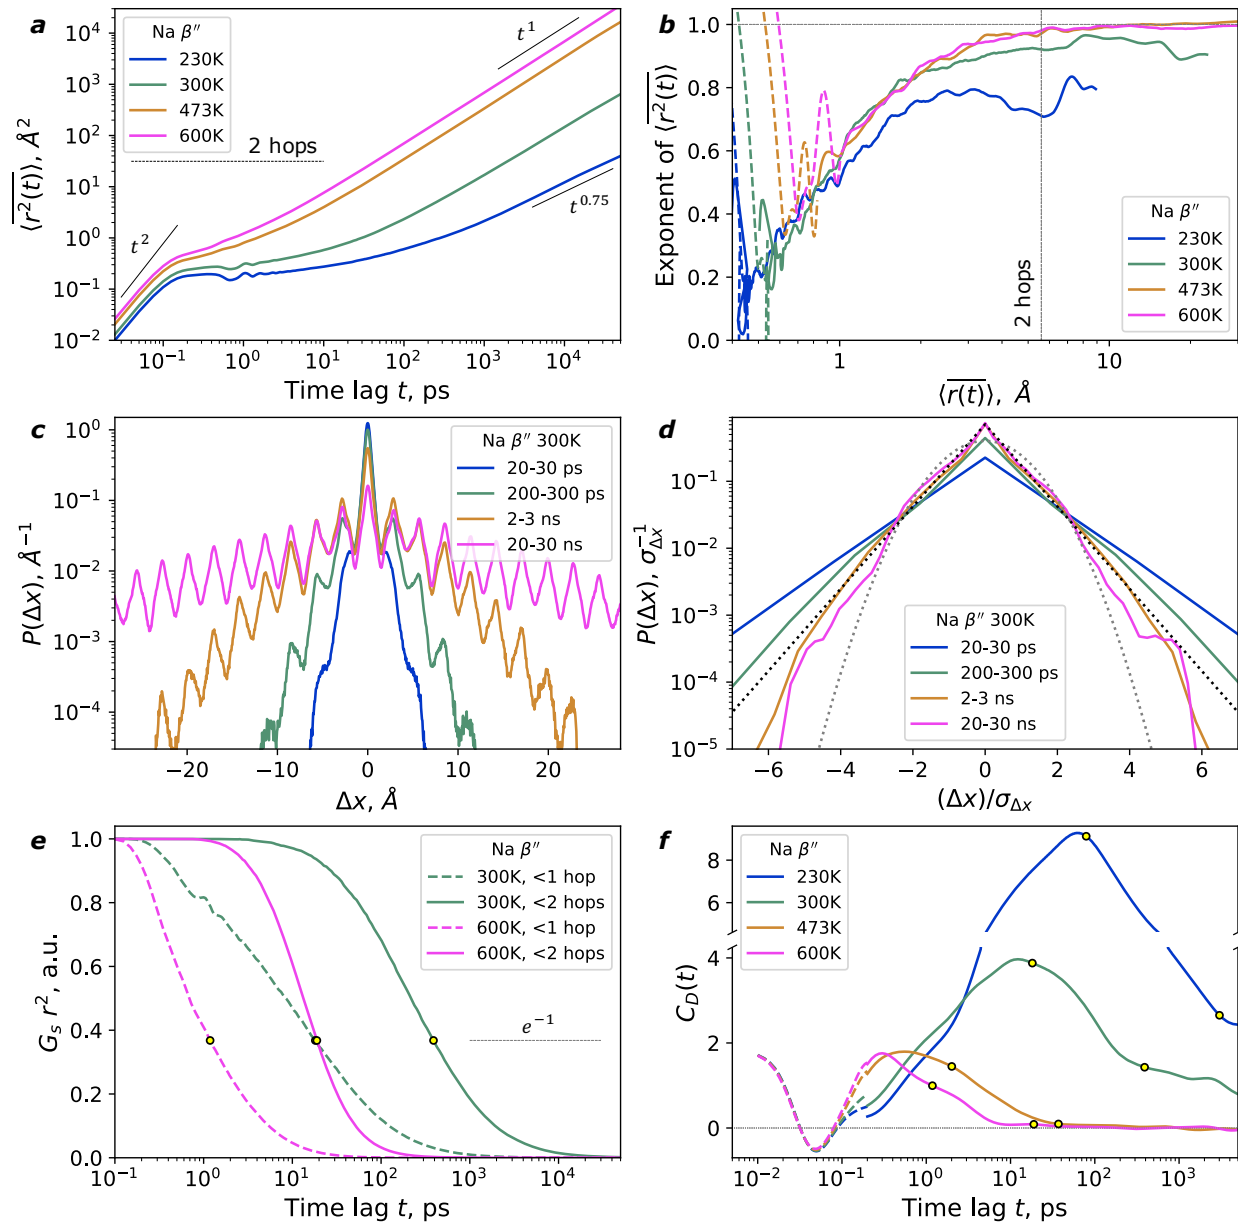 a
Na β″
230K
300K
473K
600K
2 hops
t²
t¹
t⁰·⁷⁵
10⁴
10³
10²
10¹
10⁰
10⁻¹
10⁻²
⟨r²(t)⟩, Å²
10⁻¹ 10⁰ 10¹ 10² 10³ 10⁴
Time lag t, ps
b
1.0
0.8
0.6
0.4
0.2
0.0
Exponent of ⟨r²(t)⟩
2 hops
Na β″
230K
300K
473K
600K
1 10
⟨r(t)⟩, Å
c
Na β″ 300K
20-30 ps
200-300 ps
2-3 ns
20-30 ns
10⁰
10⁻¹
10⁻²
10⁻³
10⁻⁴
P(Δx), Å⁻¹
−20 −10 0 10 20
Δx, Å
d
10⁻¹
10⁻²
10⁻³
10⁻⁴
10⁻⁵
P(Δx), σ_Δx⁻¹
Na β″ 300K
20-30 ps
200-300 ps
2-3 ns
20-30 ns
−6 −4 −2 0 2 4 6
(Δx)/σ_Δx
e
Na β″
300K, <1 hop
300K, <2 hops
600K, <1 hop
600K, <2 hops
e⁻¹
1.0
0.8
0.6
0.4
0.2
0.0
Gₛ r², a.u.
10⁻¹ 10⁰ 10¹ 10² 10³ 10⁴
Time lag t, ps
f
Na β″
230K
300K
473K
600K
8
6
4
2
0
C_D(t)
10⁻² 10⁻¹ 10⁰ 10¹ 10² 10³
Time lag t, ps